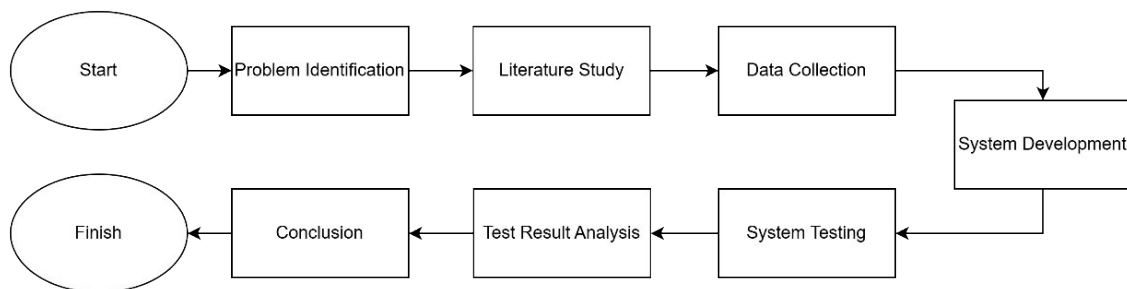 Start
Problem Identification
Literature Study
Data Collection
System Development
System Testing
Test Result Analysis
Conclusion
Finish